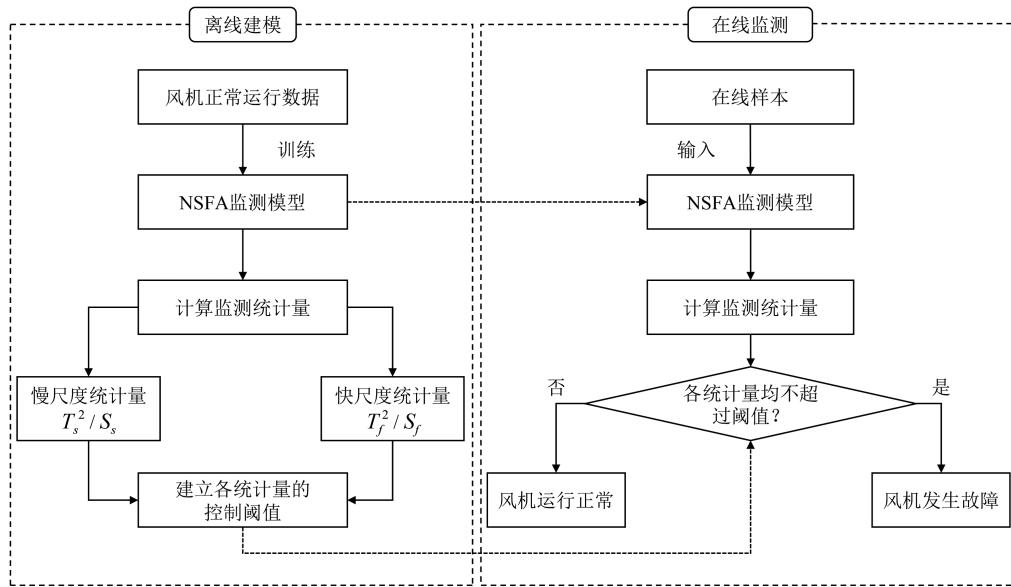 离线建模
风机正常运行数据
训练
NSFA监测模型
计算监测统计量
慢尺度统计量
T_s^2 / S_s
快尺度统计量
T_f^2 / S_f
建立各统计量的
控制阈值
在线监测
在线样本
输入
NSFA监测模型
计算监测统计量
各统计量均不超
过阈值？
否
是
风机运行正常
风机发生故障